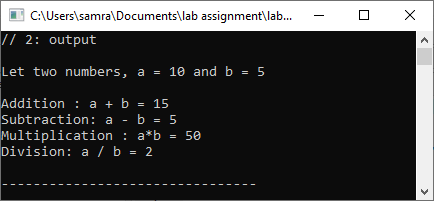 C:\Users\samra\Documents\lab assignment\lab...
// 2: output
Let two numbers, a = 10 and b = 5
Addition : a + b = 15
Subtraction: a - b = 5
Multiplication : a*b = 50
Division: a / b = 2
--------------------------------